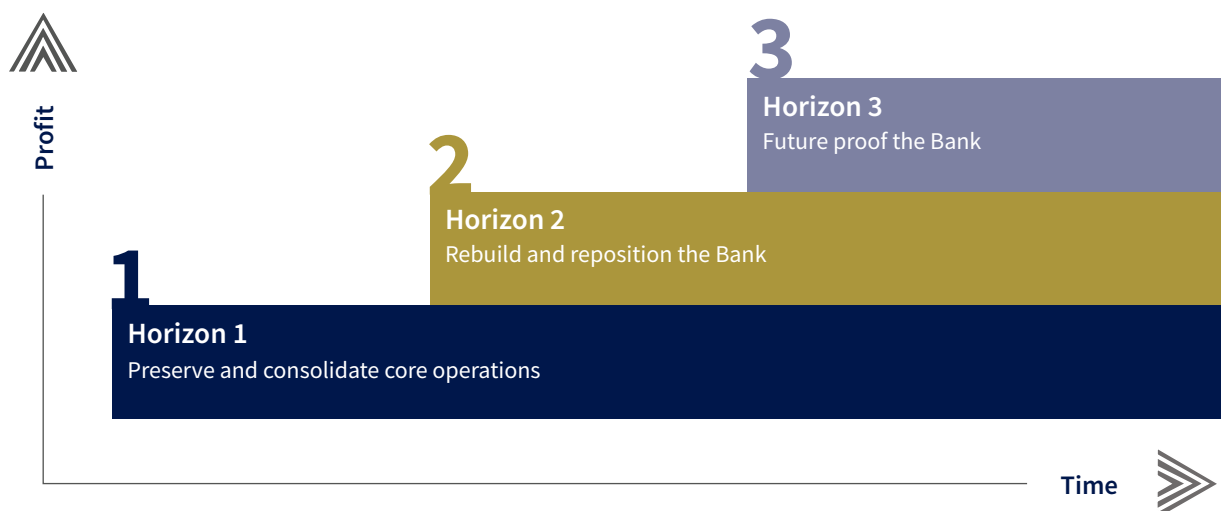 Profit
3
Horizon 3
Future proof the Bank
2
Horizon 2
Rebuild and reposition the Bank
1
Horizon 1
Preserve and consolidate core operations
Time